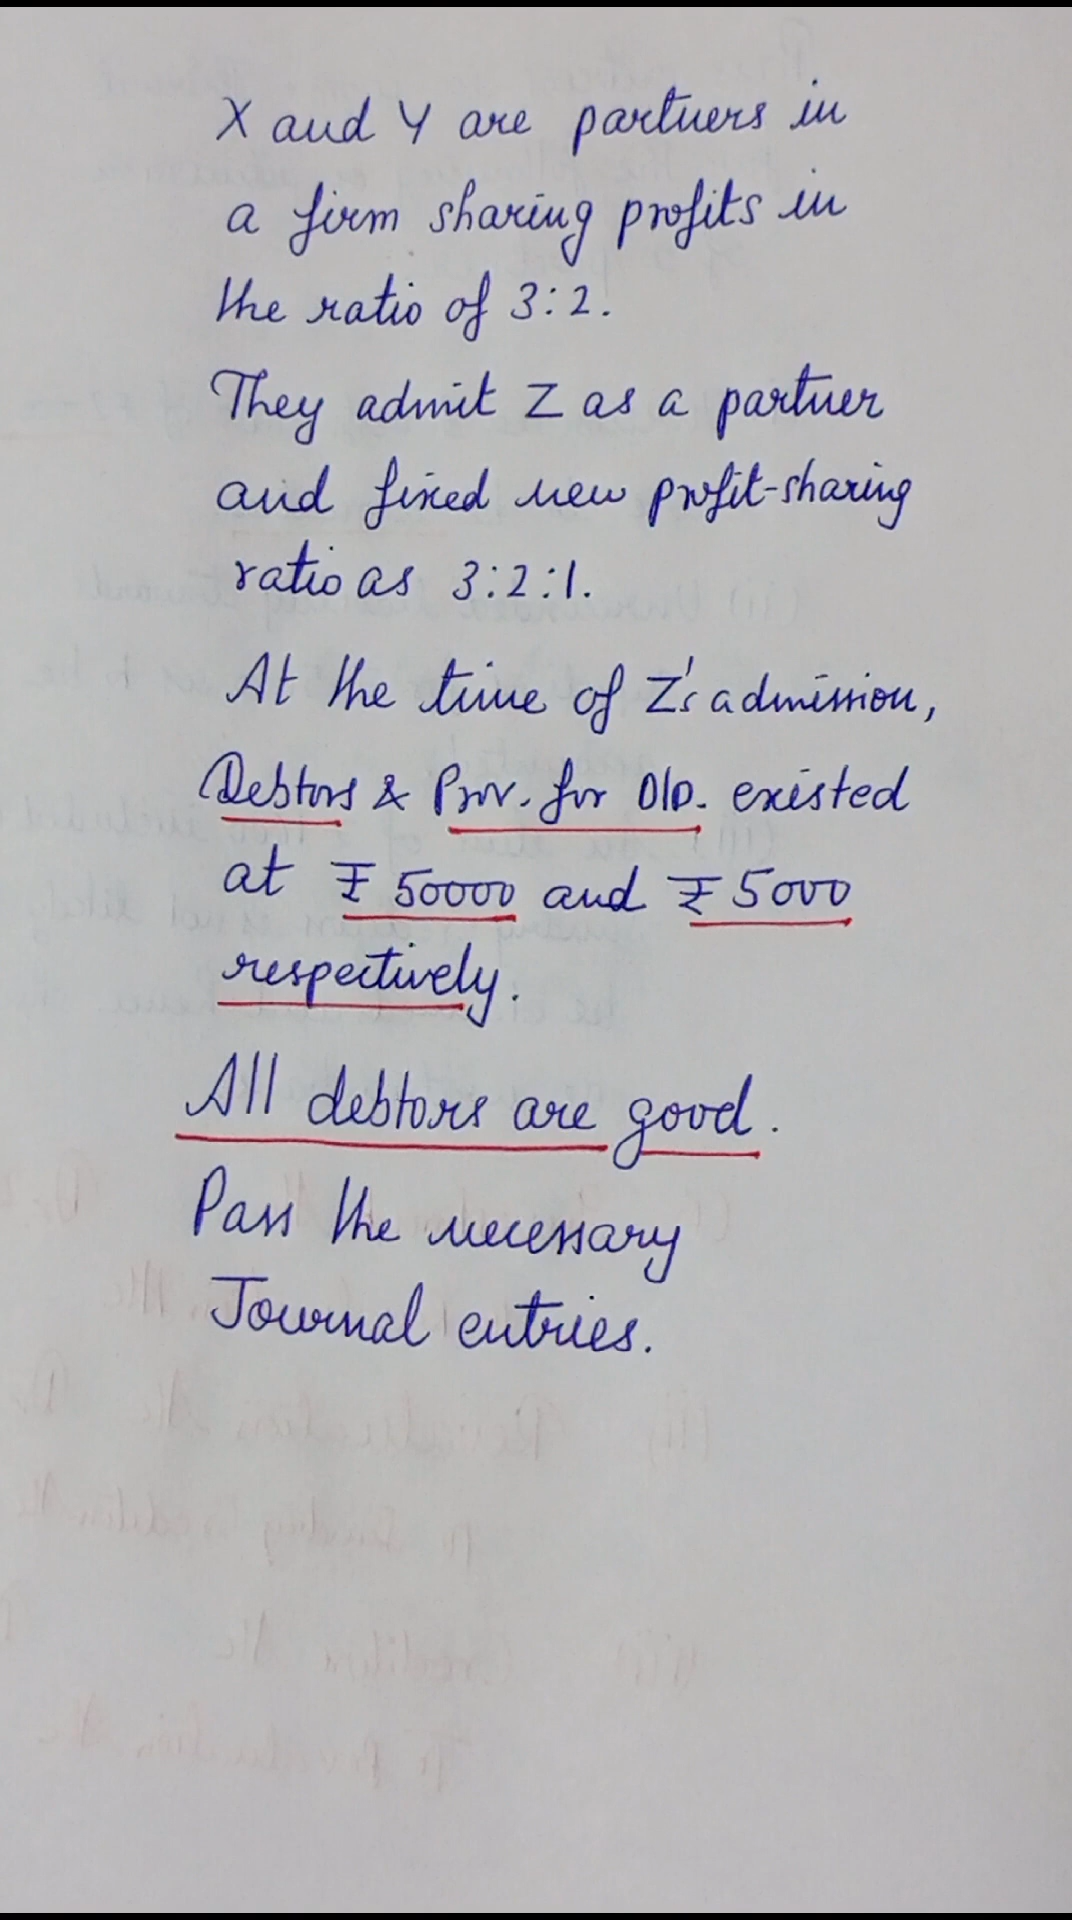 X and Y are partners in
a firm sharing profits in
the ratio of 3:2.
They admit Z as a partner
and fixed new profit-sharing
ratio as 3:2:1.
At the time of Z's admission,
Debtors & Prov. for D/D. existed
at ₹ 50000 and ₹ 5000
respectively.
All debtors are good.
Pass the necessary
Journal entries.